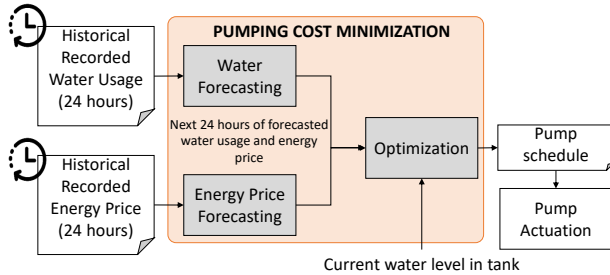 PUMPING COST MINIMIZATION
Historical
Recorded
Water Usage
(24 hours)
Water
Forecasting
Next 24 hours of forecasted
water usage and energy
price
Optimization
Pump
schedule
Historical
Recorded
Energy Price
(24 hours)
Energy Price
Forecasting
Pump
Actuation
Current water level in tank